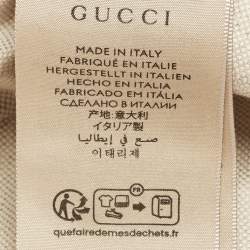 GUCCI
MADE IN ITALY
FABRIQUÉ EN ITALIE
HERGESTELLT IN ITALIEN
HECHO EN ITALIA
FABRICADO EM ITÁLIA
СДЕЛАНО В ИТАЛИИ
产地: 意大利
イタリア製
صنع في إيطاليا
이태리제
FR
quefairedemesdechets.fr